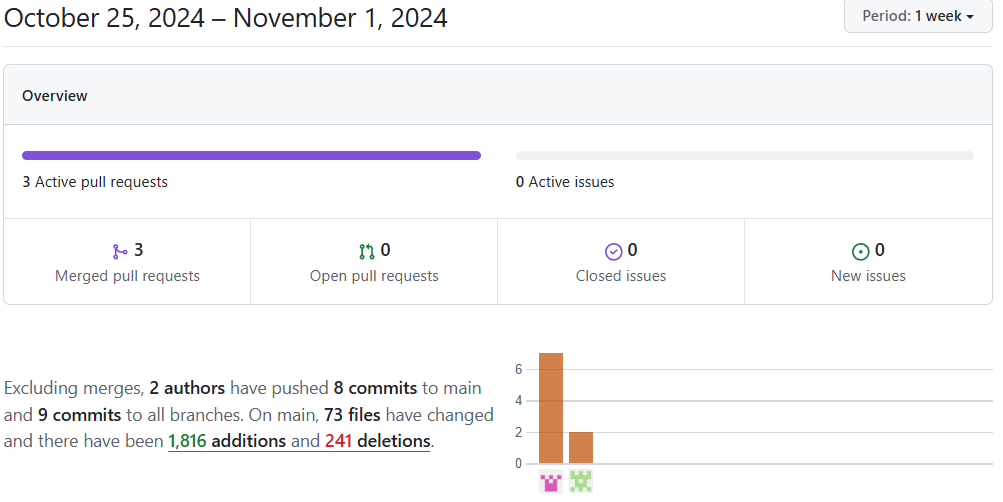 October 25, 2024 – November 1, 2024
Period: 1 week
Overview
3 Active pull requests
0 Active issues
3
Merged pull requests
0
Open pull requests
0
Closed issues
0
New issues
Excluding merges, 2 authors have pushed 8 commits to main
and 9 commits to all branches. On main, 73 files have changed
and there have been 1,816 additions and 241 deletions.
6
4
2
0